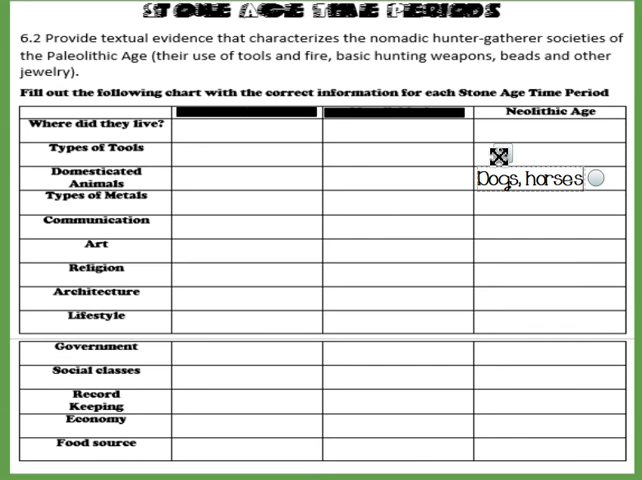 STONE AGE TIME PERIODS
6.2 Provide textual evidence that characterizes the nomadic hunter-gatherer societies of
the Paleolithic Age (their use of tools and fire, basic hunting weapons, beads and other
jewelry).
Fill out the following chart with the correct information for each Stone Age Time Period
Neolithic Age
Where did they live?
Types of Tools
Domesticated
Animals
Dogs, horses
Types of Metals
Communication
Art
Religion
Architecture
Lifestyle
Government
Social classes
Record
Keeping
Economy
Food source